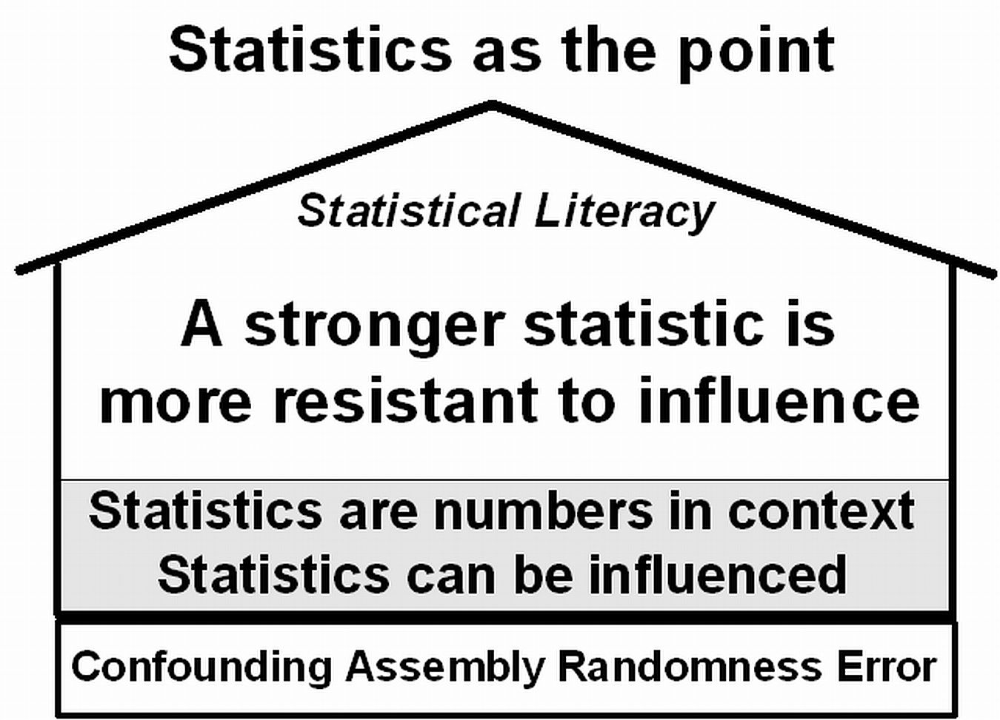 Statistics as the point
Statistical Literacy
A stronger statistic is
more resistant to influence
Statistics are numbers in context
Statistics can be influenced
Confounding Assembly Randomness Error